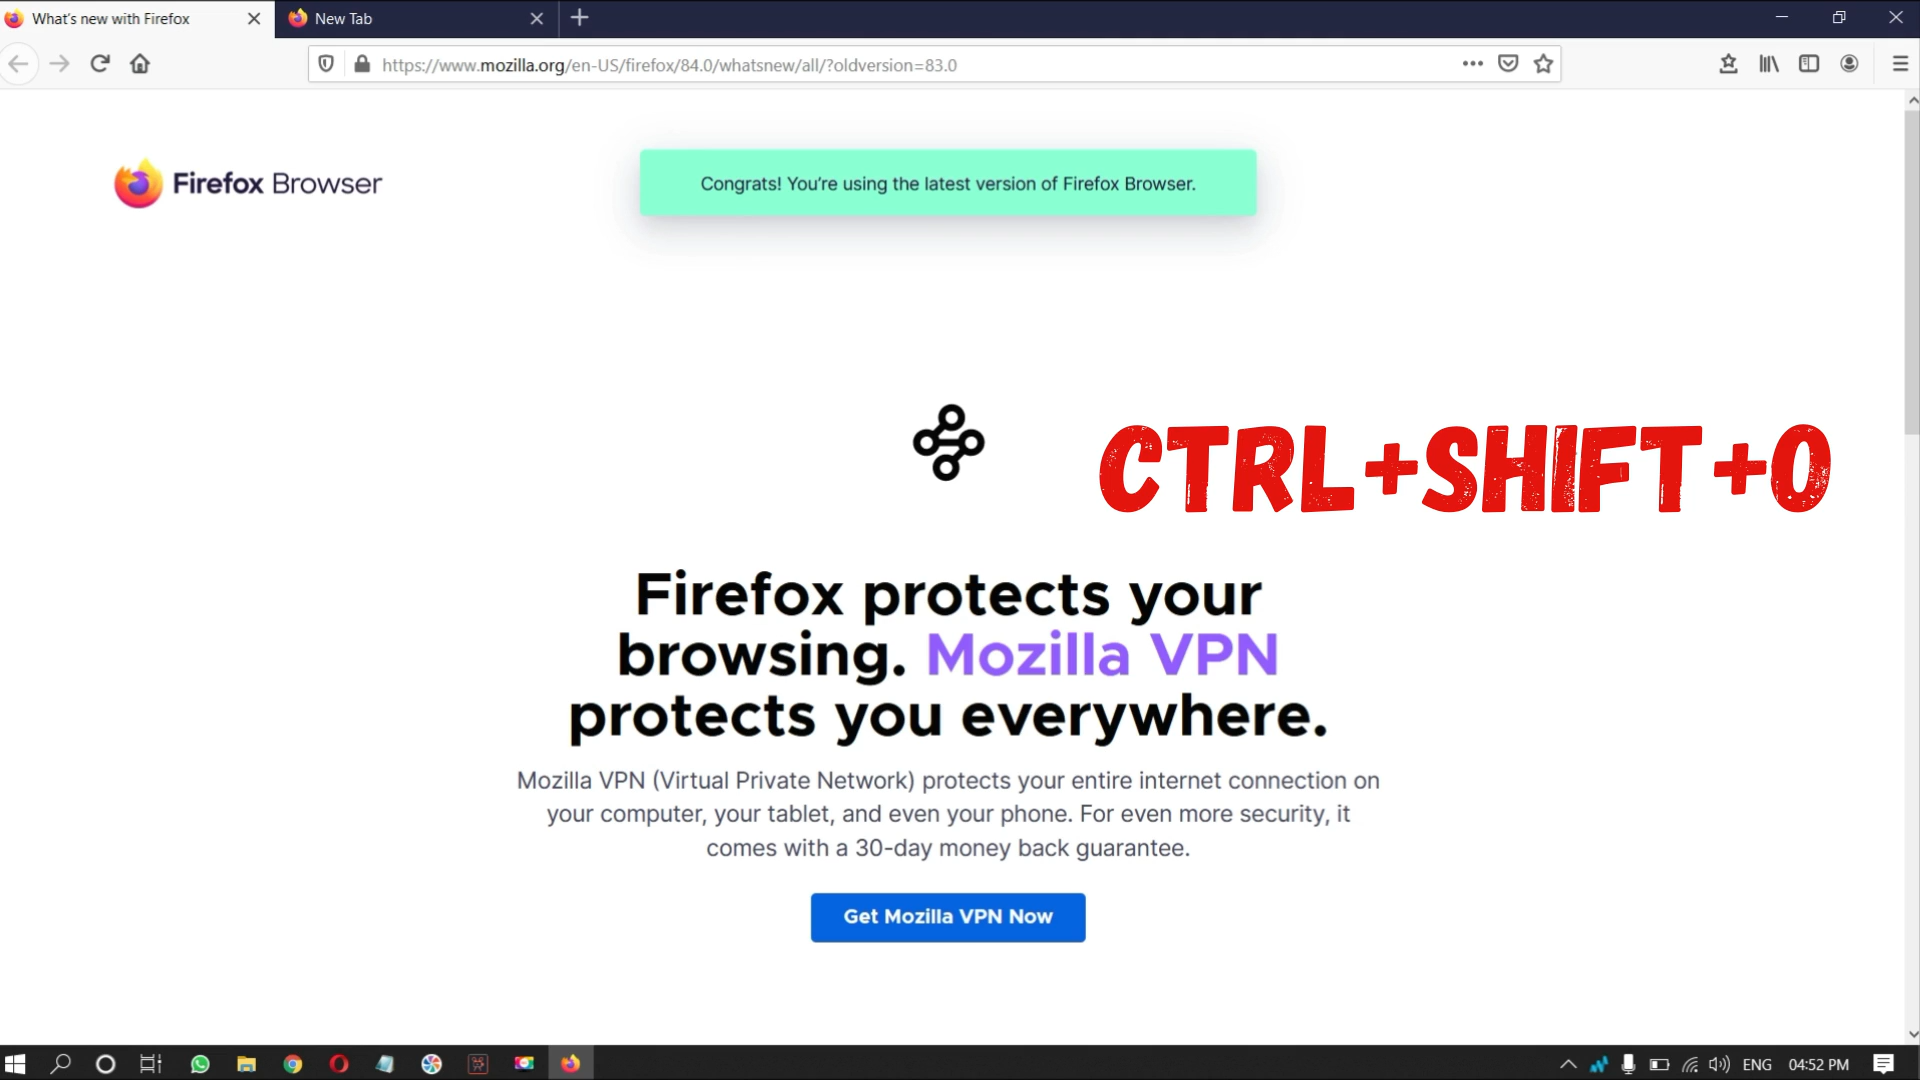 What's new with Firefox
New Tab
https://www.mozilla.org/en-US/firefox/84.0/whatsnew/all/?oldversion=83.0
Firefox Browser
Congrats! You're using the latest version of Firefox Browser.
CTRL+SHIFT+O
Firefox protects your
browsing. Mozilla VPN
protects you everywhere.
Mozilla VPN (Virtual Private Network) protects your entire internet connection on
your computer, your tablet, and even your phone. For even more security, it
comes with a 30-day money back guarantee.
Get Mozilla VPN Now
ENG
04:52 PM